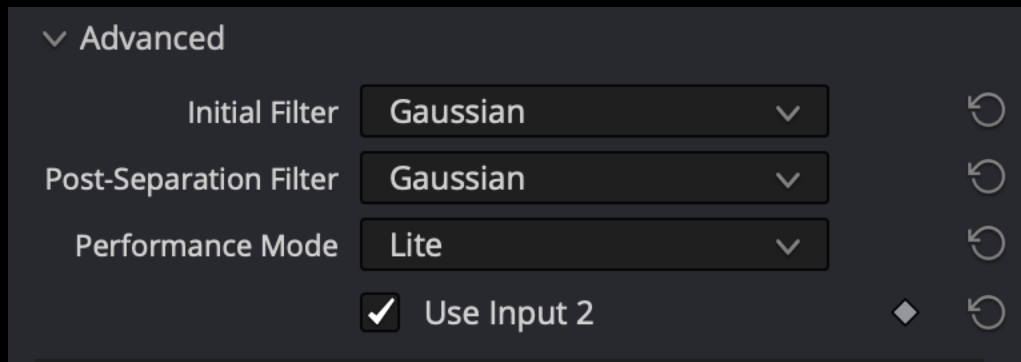 Advanced
Initial Filter Gaussian
Post-Separation Filter Gaussian
Performance Mode Lite
Use Input 2